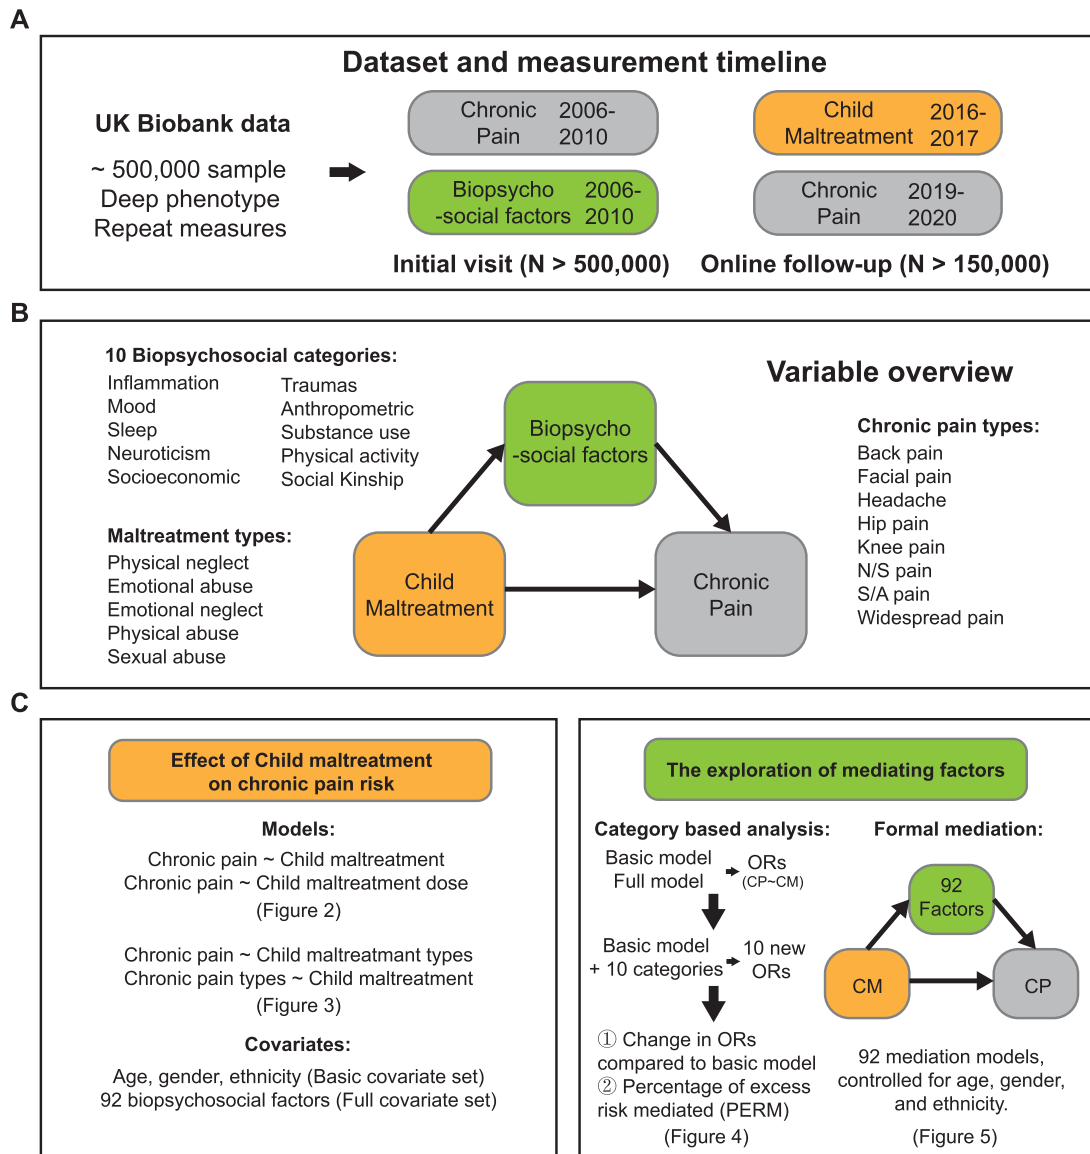 A
Dataset and measurement timeline
UK Biobank data
~ 500,000 sample
Deep phenotype
Repeat measures
Chronic 2006-
Pain 2010
Biopsycho 2006-
-social factors 2010
Initial visit (N > 500,000)
Child 2016-
Maltreatment 2017
Chronic 2019-
Pain 2020
Online follow-up (N > 150,000)
B
Variable overview
10 Biopsychosocial categories:
Inflammation
Mood
Sleep
Neuroticism
Socioeconomic
Traumas
Anthropometric
Substance use
Physical activity
Social Kinship
Maltreatment types:
Physical neglect
Emotional abuse
Emotional neglect
Physical abuse
Sexual abuse
Biopsycho
-social factors
Child
Maltreatment
Chronic
Pain
Chronic pain types:
Back pain
Facial pain
Headache
Hip pain
Knee pain
N/S pain
S/A pain
Widespread pain
C
Effect of Child maltreatment
on chronic pain risk
Models:
Chronic pain ~ Child maltreatment
Chronic pain ~ Child maltreatment dose
(Figure 2)
Chronic pain ~ Child maltreatmant types
Chronic pain types ~ Child maltreatment
(Figure 3)
Covariates:
Age, gender, ethnicity (Basic covariate set)
92 biopsychosocial factors (Full covariate set)
The exploration of mediating factors
Category based analysis:
Basic model
Full model
ORs
(CP~CM)
Basic model
+ 10 categories
10 new
ORs
① Change in ORs
compared to basic model
② Percentage of excess
risk mediated (PERM)
(Figure 4)
Formal mediation:
92
Factors
CM
CP
92 mediation models,
controlled for age, gender,
and ethnicity.
(Figure 5)